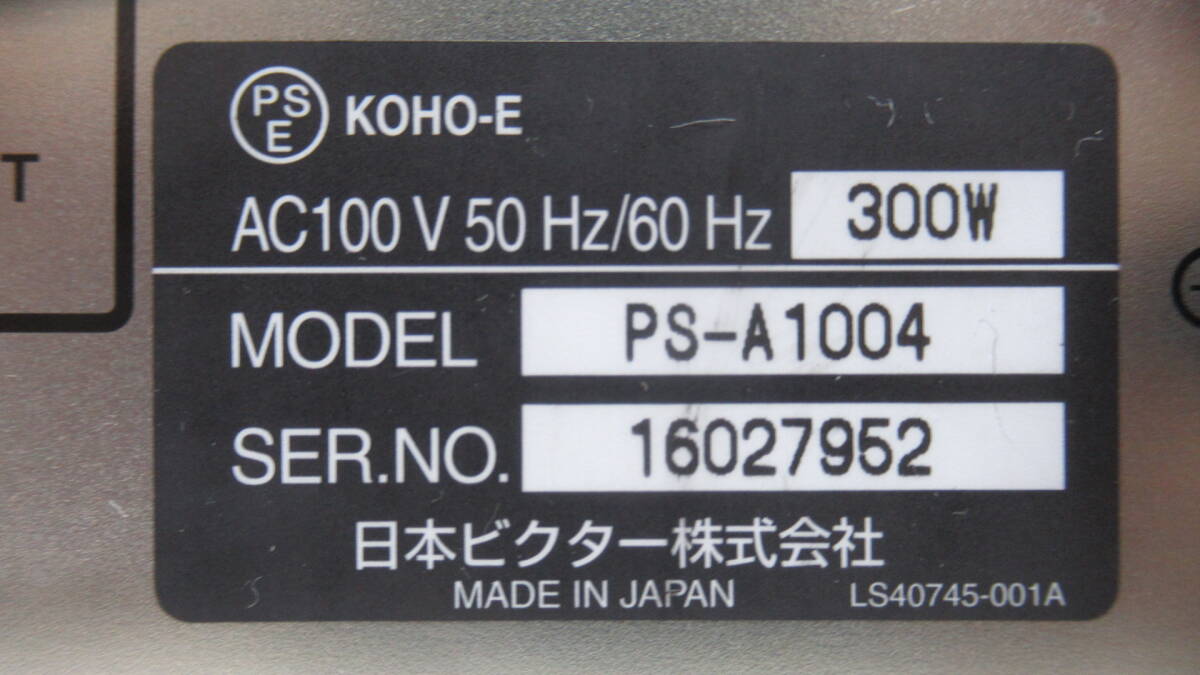 T
PS E KOHO-E
AC100 V 50 Hz/60 Hz 300W
MODEL PS-A1004
SER.NO. 16027952
日本ビクター株式会社
MADE IN JAPAN LS40745-001A